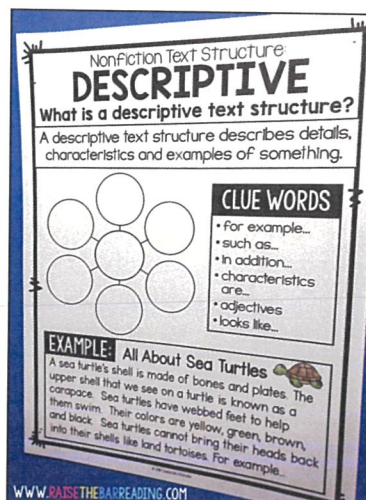 Nonfiction Text Structure:
DESCRIPTIVE
What is a descriptive text structure?
A descriptive text structure describes details,
characteristics and examples of something.
CLUE WORDS
• for example...
• such as...
• in addition...
• characteristics
are...
• adjectives
• looks like...
EXAMPLE: All About Sea Turtles
A sea turtle's shell is made of bones and plates. The
upper shell that we see on a turtle is known as a
carapace. Sea turtles have webbed feet to help
them swim. Their colors are yellow, green, brown,
and black. Sea turtles cannot bring their heads back
into their shells like land tortoises. For example...
WWW.RAISETHEBARREADING.COM